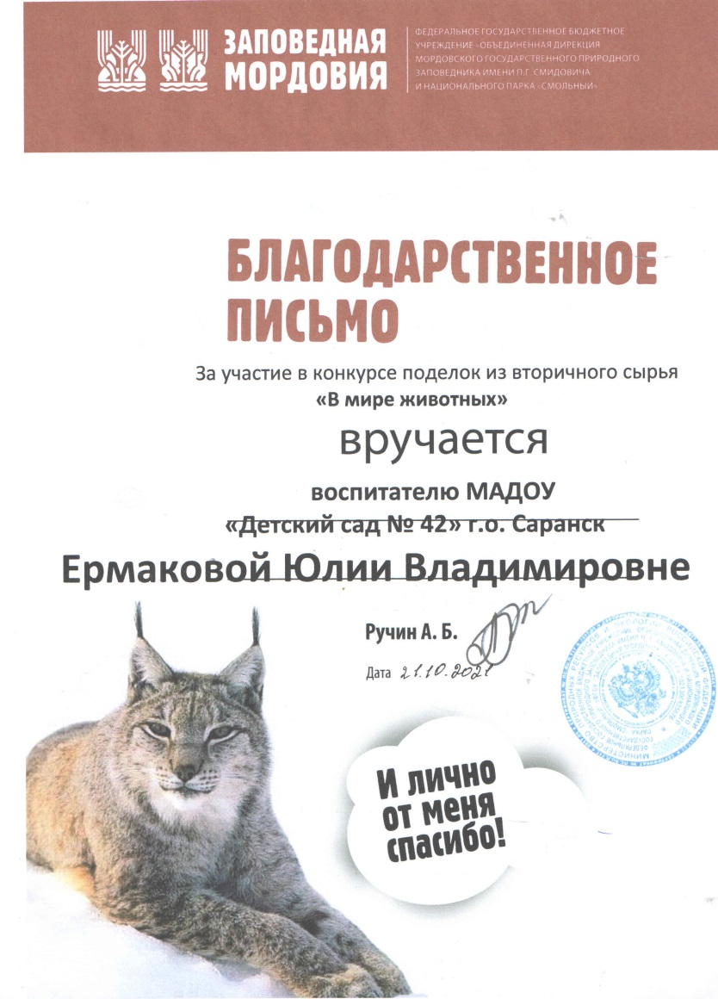 ЗАПОВЕДНАЯ
МОРДОВИЯ
ФЕДЕРАЛЬНОЕ ГОСУДАРСТВЕННОЕ БЮДЖЕТНОЕ
УЧРЕЖДЕНИЕ «ОБЪЕДИНЕННАЯ ДИРЕКЦИЯ
МОРДОВСКОГО ГОСУДАРСТВЕННОГО ПРИРОДНОГО
ЗАПОВЕДНИКА ИМЕНИ П.Г. СМИДОВИЧА
И НАЦИОНАЛЬНОГО ПАРКА «СМОЛЬНЫЙ»
БЛАГОДАРСТВЕННОЕ
ПИСЬМО
За участие в конкурсе поделок из вторичного сырья
«В мире животных»
вручается
воспитателю МАДОУ
«Детский сад № 42» г.о. Саранск
Ермаковой Юлии Владимировне
Ручин А. Б.
Дата 21.10.2021
И лично
от меня
спасибо!